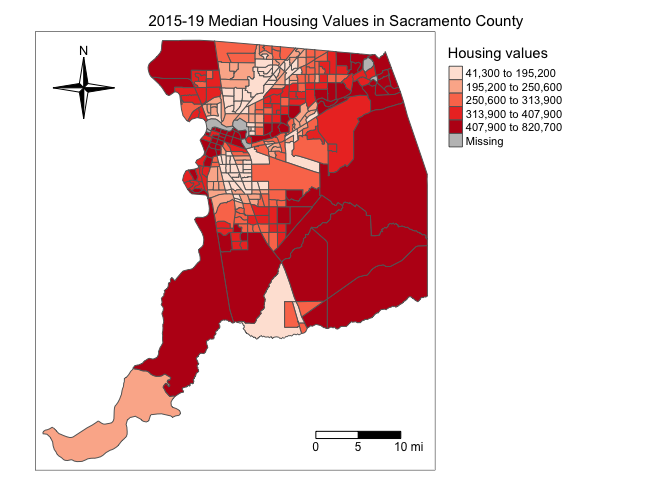 2015-19 Median Housing Values in Sacramento County
N
Housing values
41,300 to 195,200
195,200 to 250,600
250,600 to 313,900
313,900 to 407,900
407,900 to 820,700
Missing
0 5 10 mi